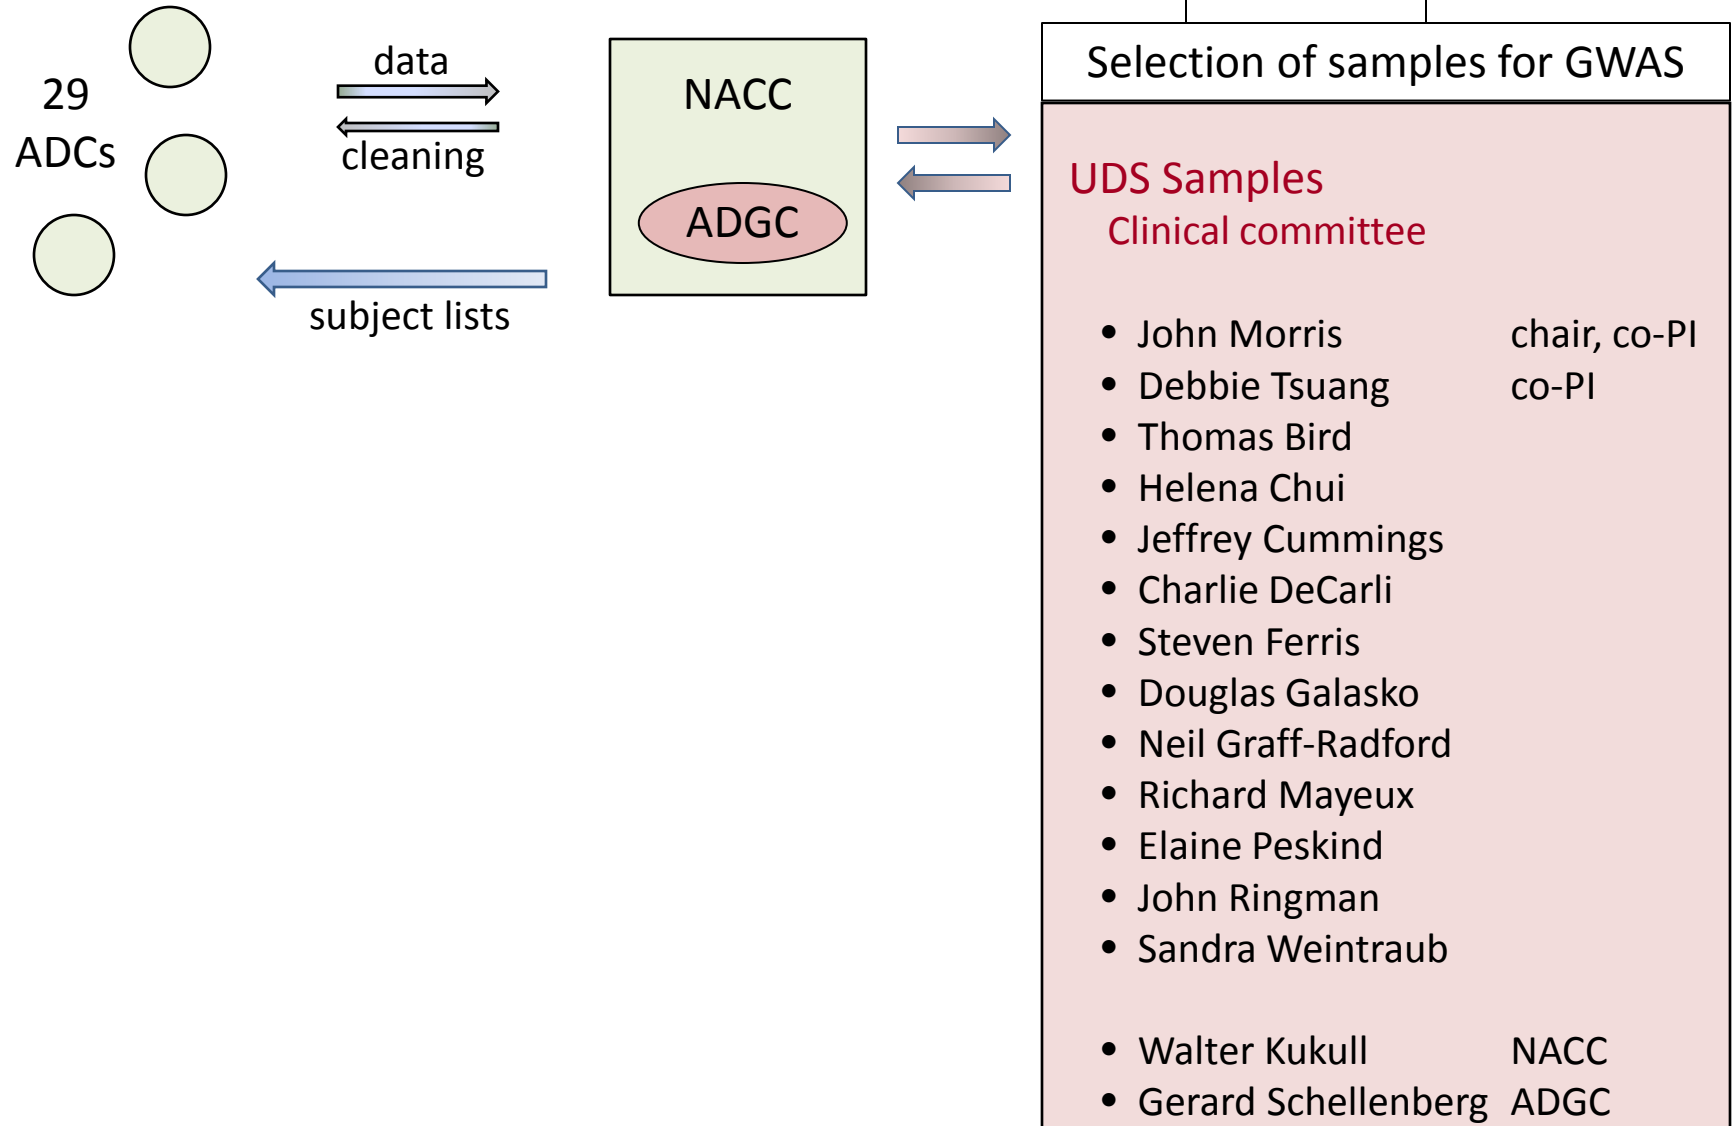 29
ADCs
data
cleaning
subject lists
NACC
ADGC
Selection of samples for GWAS
UDS Samples
Clinical committee
• John Morris chair, co-PI
• Debbie Tsuang co-PI
• Thomas Bird
• Helena Chui
• Jeffrey Cummings
• Charlie DeCarli
• Steven Ferris
• Douglas Galasko
• Neil Graff-Radford
• Richard Mayeux
• Elaine Peskind
• John Ringman
• Sandra Weintraub
• Walter Kukull NACC
• Gerard Schellenberg ADGC